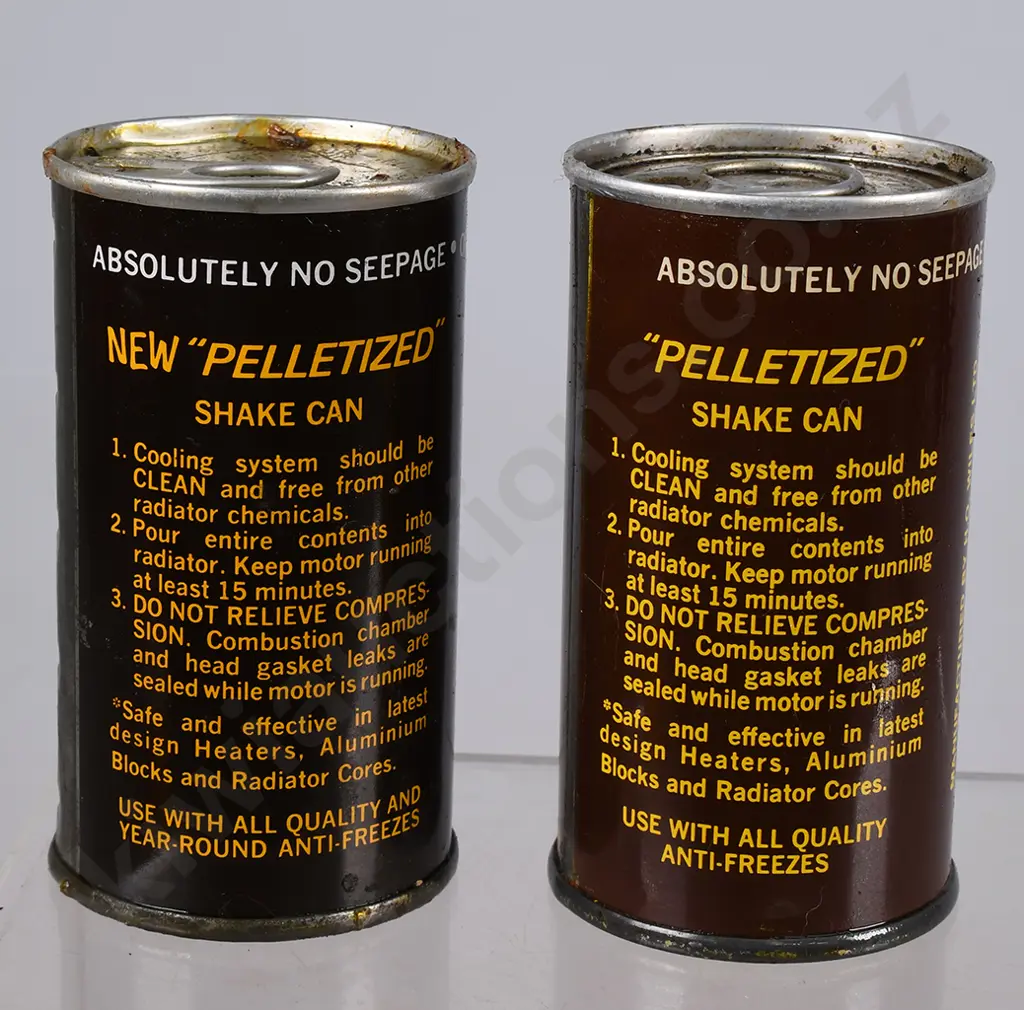 ABSOLUTELY NO SEEPAGE •
NEW "PELLETIZED"
SHAKE CAN
1. Cooling system should be
CLEAN and free from other
radiator chemicals.
2. Pour entire contents into
radiator. Keep motor running
at least 15 minutes.
3. DO NOT RELIEVE COMPRES-
SION. Combustion chamber
and head gasket leaks are
sealed while motor is running.
*Safe and effective in latest
design Heaters, Aluminium
Blocks and Radiator Cores.
USE WITH ALL QUALITY AND
YEAR-ROUND ANTI-FREEZES
ABSOLUTELY NO SEEPAGE
"PELLETIZED"
SHAKE CAN
1. Cooling system should be
CLEAN and free from other
radiator chemicals.
2. Pour entire contents into
radiator. Keep motor running
at least 15 minutes.
3. DO NOT RELIEVE COMPRES-
SION. Combustion chamber
and head gasket leaks are
sealed while motor is running.
*Safe and effective in latest
design Heaters, Aluminium
Blocks and Radiator Cores.
USE WITH ALL QUALITY
ANTI-FREEZES